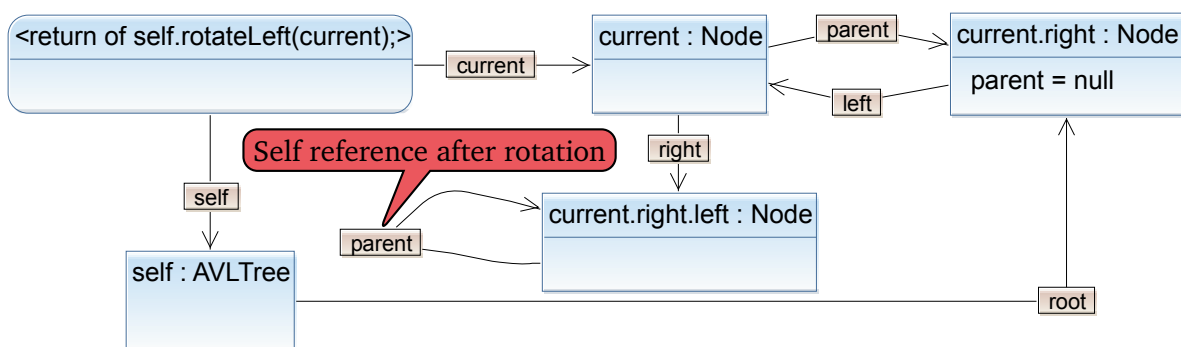 <return of self.rotateLeft(current);>
current
current : Node
parent
left
current.right : Node
parent = null
right
Self reference after rotation
self
parent
current.right.left : Node
self : AVLTree
root